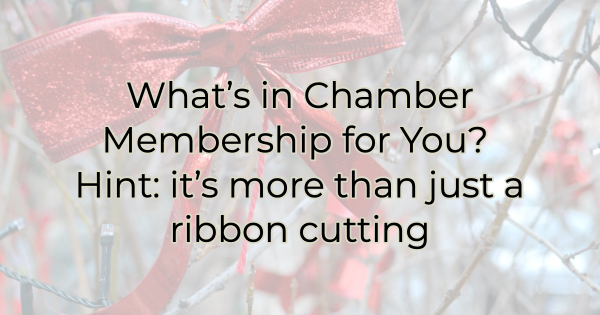 What’s in Chamber
Membership for You?
Hint: it’s more than just a
ribbon cutting